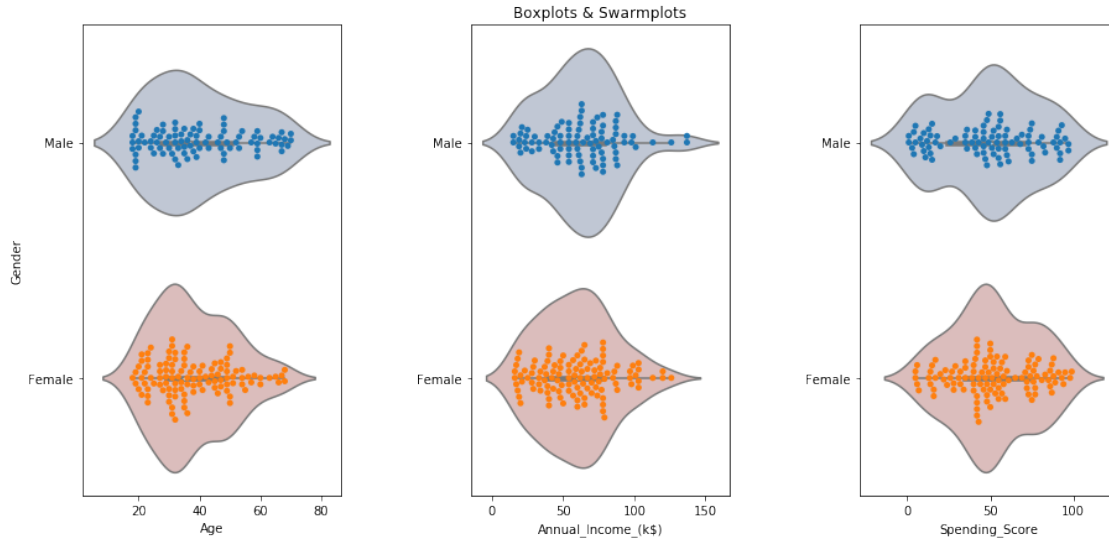 Boxplots & Swarmplots
Gender
Male
Female
20 40 60 80
Age
Male
Female
0 50 100 150
Annual_Income_(k$)
Male
Female
0 50 100
Spending_Score